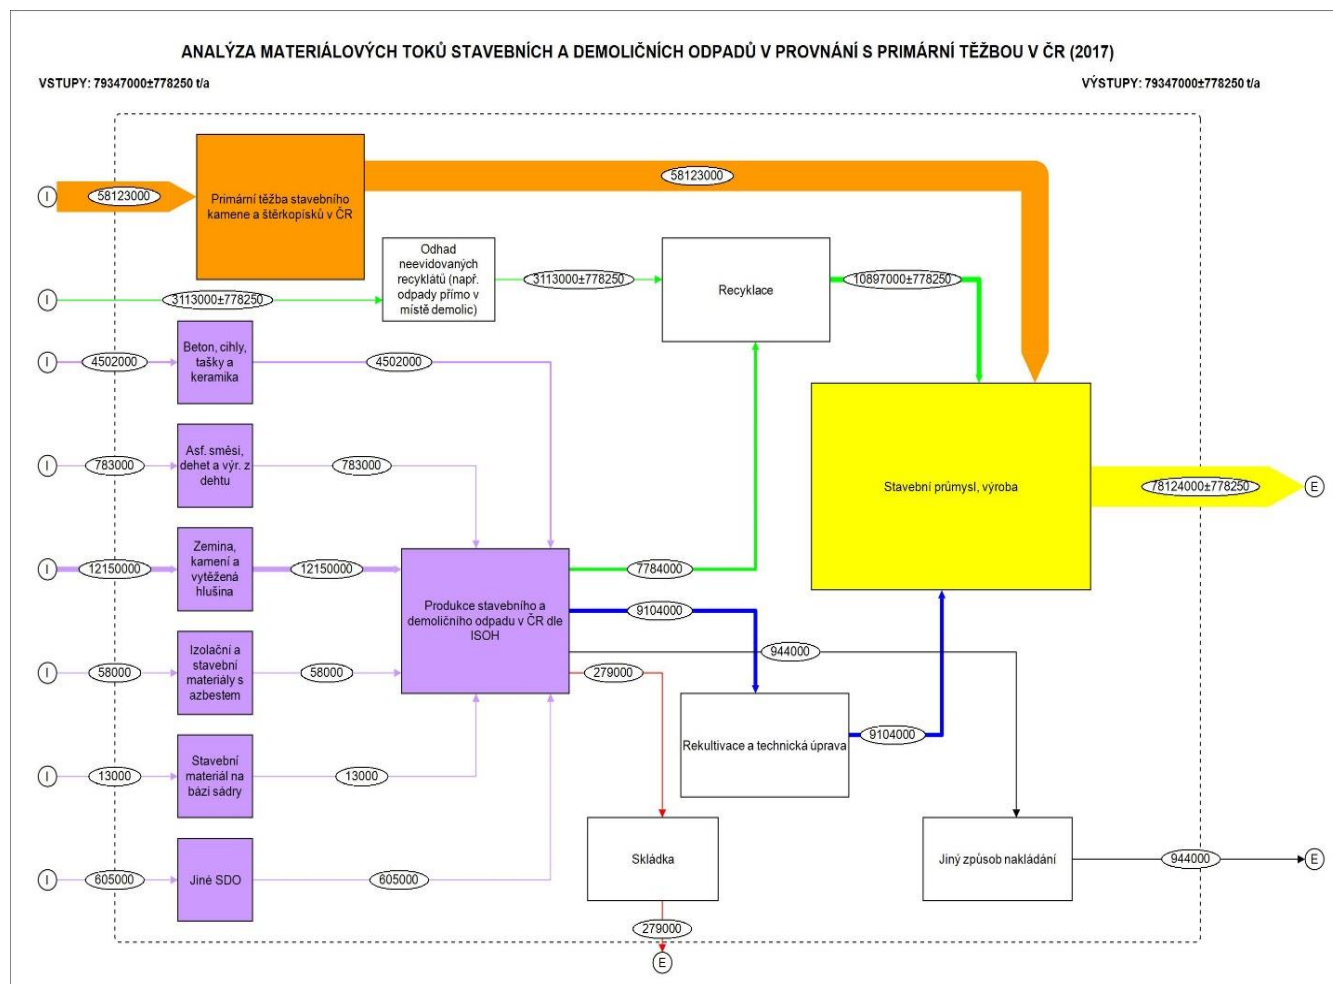 ANALÝZA MATERIÁLOVÝCH TOKŮ STAVEBNÍCH A DEMOLIČNÍCH ODPADŮ V PROVNÁNÍ S PRIMÁRNÍ TĚŽBOU V ČR (2017)
VSTUPY: 79347000±778250 t/a
VÝSTUPY: 79347000±778250 t/a
I
58123000
Primární těžba stavebního
kamene a štěrkopísků v ČR
58123000
I
3113000±778250
Odhad
neevidovaných
recyklátů (např.
odpady přímo v
místě demolic)
3113000±778250
Recyklace
10897000±778250
I
4502000
Beton, cihly,
tašky a
keramika
4502000
I
783000
Asf. směsi,
dehet a výr. z
dehtu
783000
Stavební průmysl, výroba
78124000±778250
E
I
12150000
Zemina,
kamení a
vytěžená
hlušina
12150000
Produkce stavebního a
demoličního odpadu v ČR dle
ISOH
7784000
9104000
944000
279000
I
58000
Izolační a
stavební
materiály s
azbestem
58000
Rekultivace a technická úprava
9104000
I
13000
Stavební
materiál na
bázi sádry
13000
I
605000
Jiné SDO
605000
Skládka
279000
E
Jiný způsob nakládání
944000
E